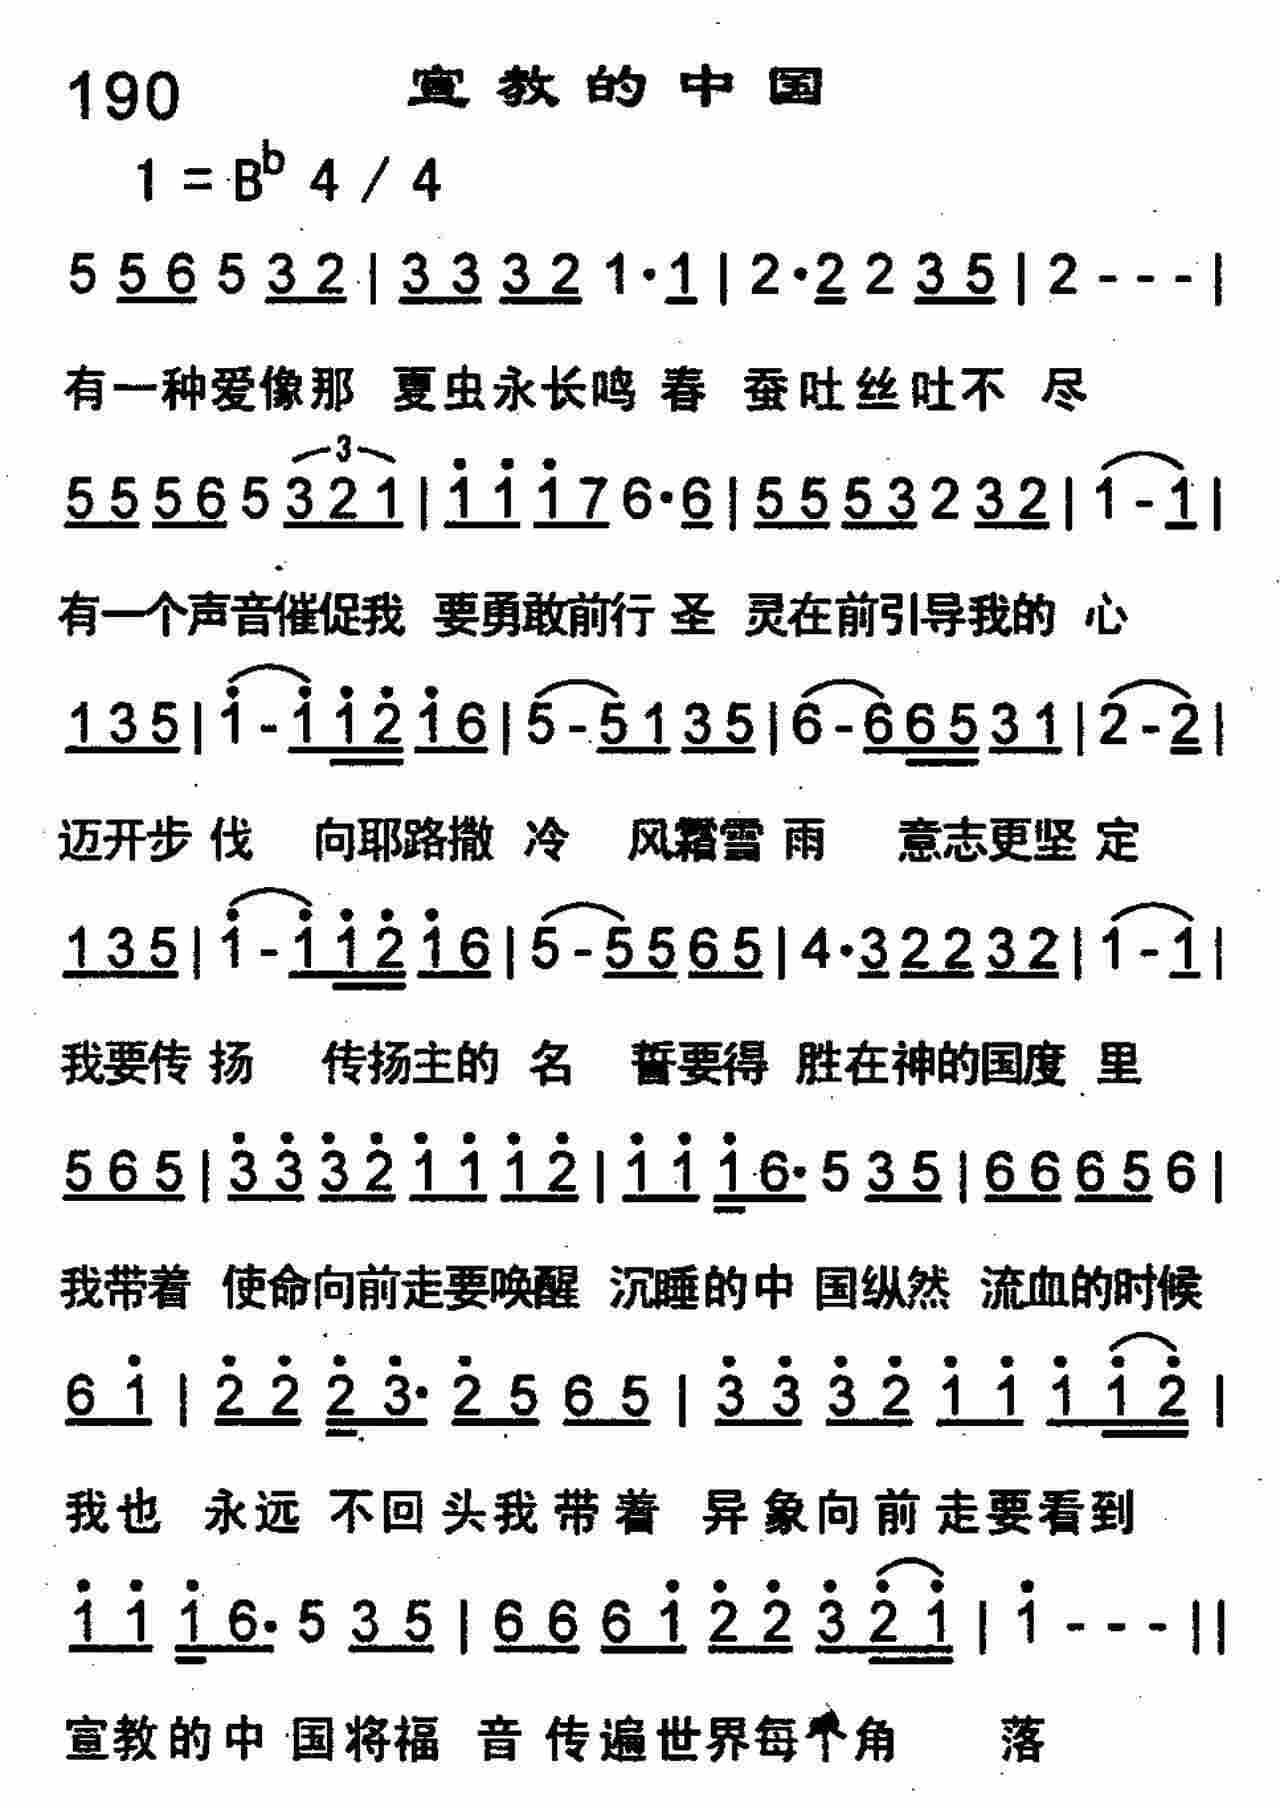 190 宣教的中国
1 = Bb 4 / 4
5 5 6 5 3 2 | 3 3 3 2 1 · 1 | 2 · 2 2 3 5 | 2 - - - |
有一种爱像那 夏虫永长鸣 春 蚕吐丝吐不 尽
3
5 5 5 6 5 3 2 1 | 1 1 1 7 6 · 6 | 5 5 5 3 2 3 2 | 1 - 1 |
有一个声音催促我 要勇敢前行 圣 灵在前引导我的 心
1 3 5 | 1 - 1 1 2 1 6 | 5 - 5 1 3 5 | 6 - 6 6 5 3 1 | 2 - 2 |
迈开步 伐 向耶路撒 冷 风霜雪 雨 意志更坚 定
1 3 5 | 1 - 1 1 2 1 6 | 5 - 5 5 6 5 | 4 · 3 2 2 3 2 | 1 - 1 |
我要传 扬 传扬主的 名 誓要得 胜在神的国度 里
5 6 5 | 3 3 3 2 1 1 1 2 | 1 1 1 6 · 5 3 5 | 6 6 6 5 6 |
我带着 使命向前走要唤醒 沉睡的中 国纵然 流血的时候
6 1 | 2 2 2 3 · 2 5 6 5 | 3 3 3 2 1 1 1 1 2 |
我也 永远 不回 头我 带着 异象向前 走要看到
1 1 1 6 · 5 3 5 | 6 6 6 1 2 2 3 2 1 | 1 - - - ||
宣教的中 国将福 音 传遍世界每个角 落